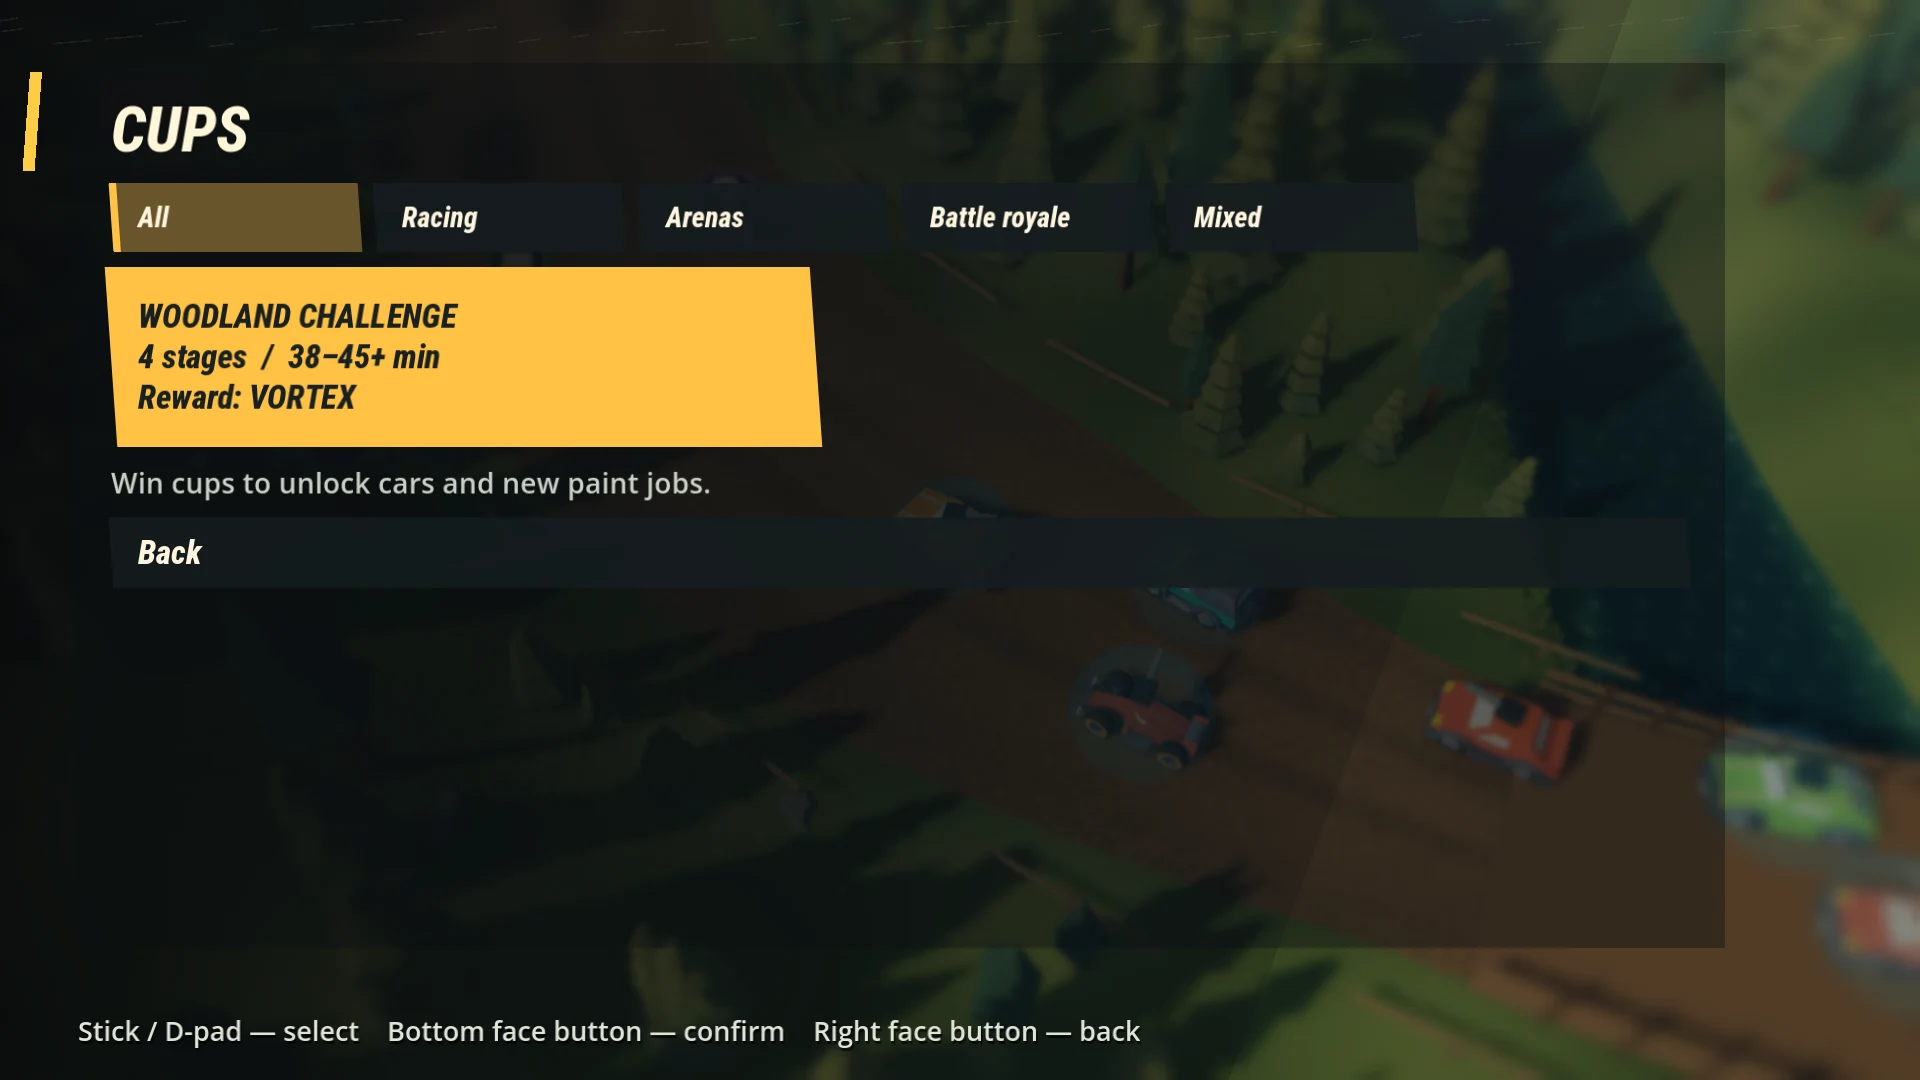 CUPS
All
Racing
Arenas
Battle royale
Mixed
WOODLAND CHALLENGE
4 stages / 38–45+ min
Reward: VORTEX
Win cups to unlock cars and new paint jobs.
Back
Stick / D-pad — select Bottom face button — confirm Right face button — back